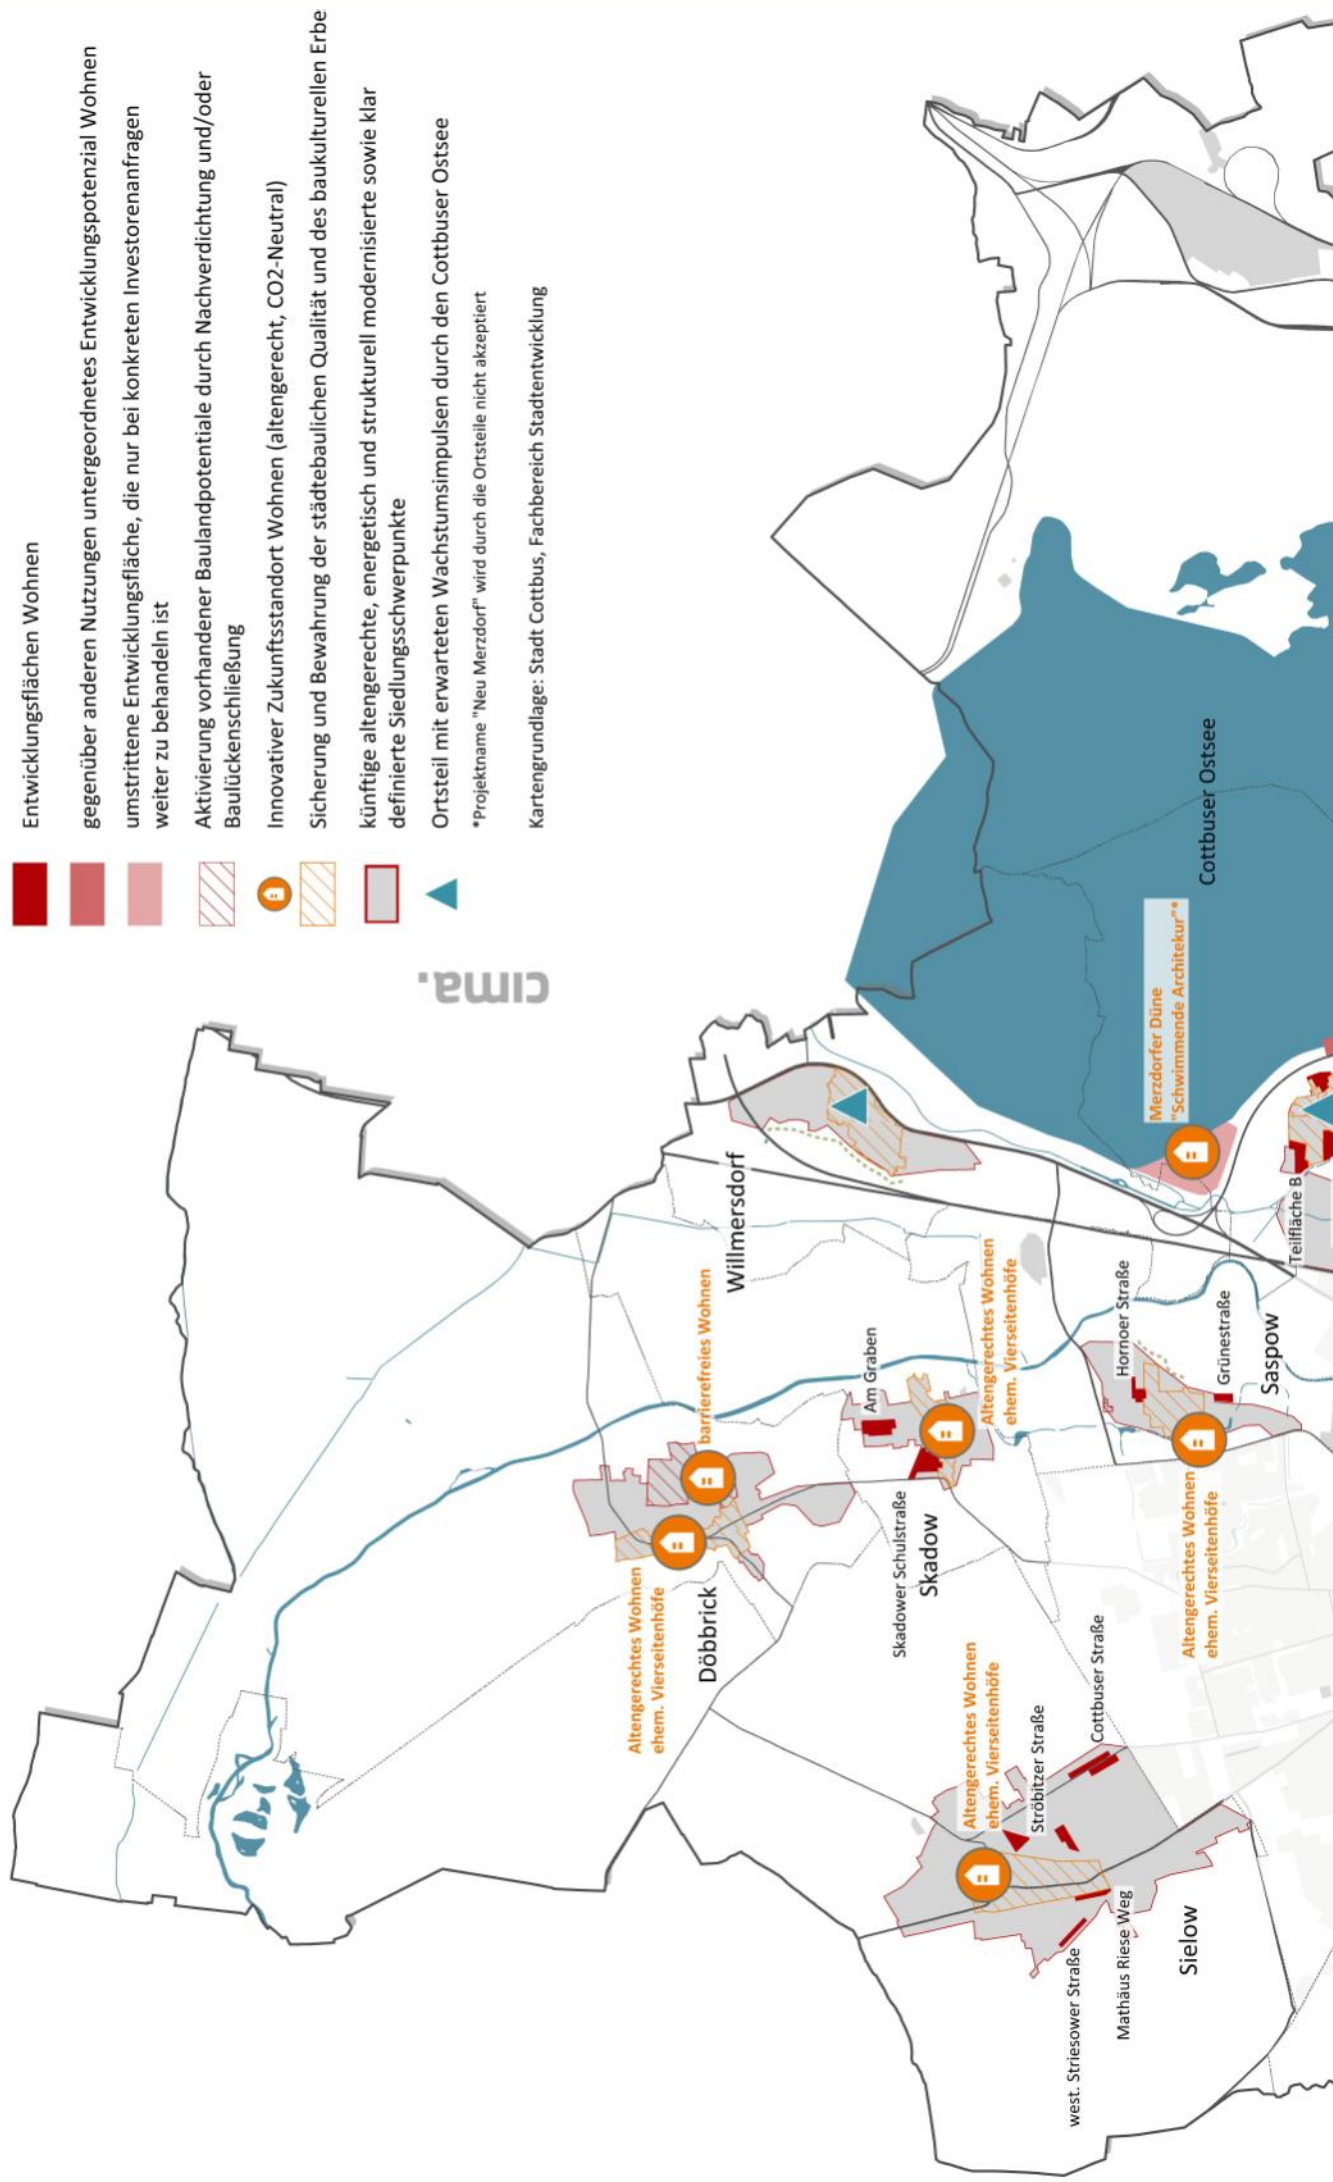 Entwicklungsflächen Wohnen
gegenüber anderen Nutzungen untergeordnetes Entwicklungspotenzial Wohnen
umstrittene Entwicklungsfläche, die nur bei konkreten Investorenanfragen
weiter zu behandeln ist
Aktivierung vorhandener Baulandpotentiale durch Nachverdichtung und/oder
Baulückenschließung
Innovativer Zukunftsstandort Wohnen (altengerecht, CO2-Neutral)
Sicherung und Bewahrung der städtebaulichen Qualität und des baukulturellen Erbe
künftige altengerechte, energetisch und strukturell modernisierte sowie klar
definierte Siedlungsschwerpunkte
Ortsteil mit erwarteten Wachstumsimpulsen durch den Cottbuser Ostsee
*Projektname "Neu Merzdorf" wird durch die Ortsteile nicht akzeptiert
Kartengrundlage: Stadt Cottbus, Fachbereich Stadtentwicklung
cima.
Altengerechtes Wohnen
ehem. Vierseitenhöfe
Döbbrick
barrierefreies Wohnen
Willmersdorf
Am Graben
Skadower Schulstraße
Skadow
Altengerechtes Wohnen
ehem. Vierseitenhöfe
Altengerechtes Wohnen
ehem. Vierseitenhöfe
Ströbitzer Straße
Cottbuser Straße
west. Striesower Straße
Mathäus Riese Weg
Sielow
Hornoer Straße
Grünestraße
Saspow
Altengerechtes Wohnen
ehem. Vierseitenhöfe
Merzdorfer Düne
"Schwimmende Architekur"*
Cottbuser Ostsee
Teilfläche B